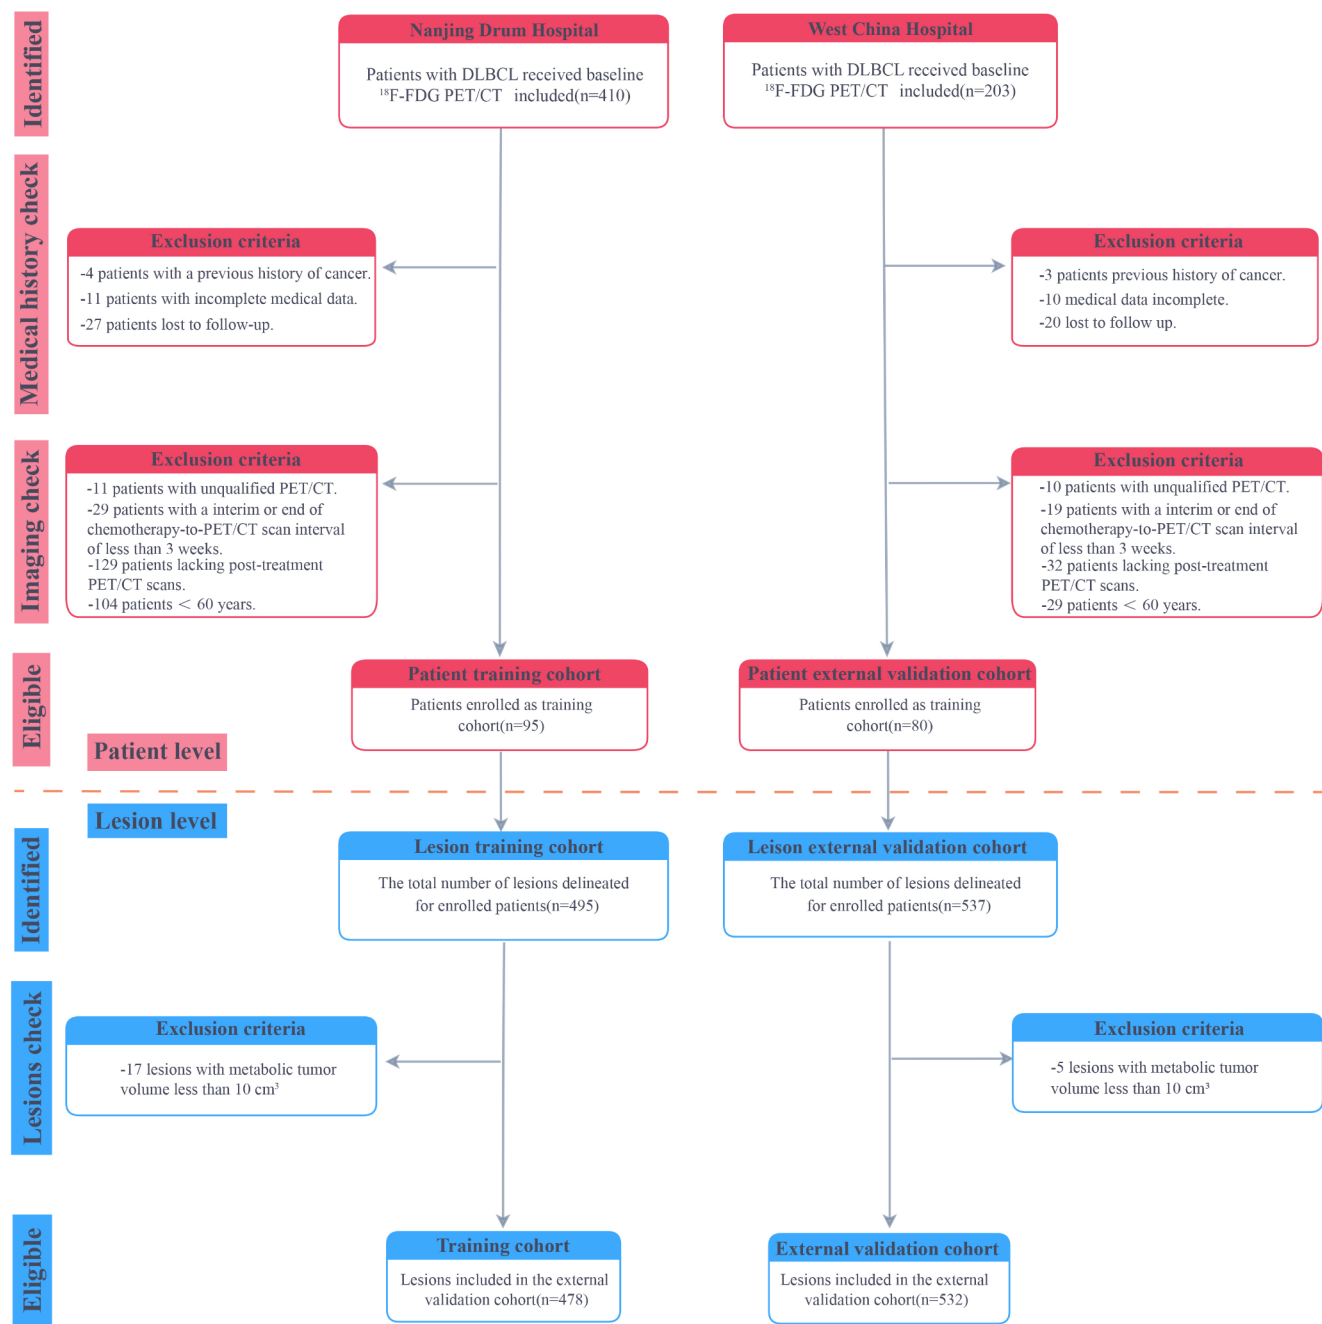 Identified
Nanjing Drum Hospital
Patients with DLBCL received baseline
¹⁸F-FDG PET/CT included(n=410)
West China Hospital
Patients with DLBCL received baseline
¹⁸F-FDG PET/CT included(n=203)
Medical history check
Exclusion criteria
-4 patients with a previous history of cancer.
-11 patients with incomplete medical data.
-27 patients lost to follow-up.
Exclusion criteria
-3 patients previous history of cancer.
-10 medical data incomplete.
-20 lost to follow up.
Imaging check
Exclusion criteria
-11 patients with unqualified PET/CT.
-29 patients with a interim or end of
chemotherapy-to-PET/CT scan interval
of less than 3 weeks.
-129 patients lacking post-treatment
PET/CT scans.
-104 patients < 60 years.
Exclusion criteria
-10 patients with unqualified PET/CT.
-19 patients with a interim or end of
chemotherapy-to-PET/CT scan interval
of less than 3 weeks.
-32 patients lacking post-treatment
PET/CT scans.
-29 patients < 60 years.
Eligible
Patient training cohort
Patients enrolled as training
cohort(n=95)
Patient external validation cohort
Patients enrolled as training
cohort(n=80)
Patient level
Lesion level
Identified
Lesion training cohort
The total number of lesions delineated
for enrolled patients(n=495)
Leison external validation cohort
The total number of lesions delineated
for enrolled patients(n=537)
Lesions check
Exclusion criteria
-17 lesions with metabolic tumor
volume less than 10 cm³
Exclusion criteria
-5 lesions with metabolic tumor
volume less than 10 cm³
Eligible
Training cohort
Lesions included in the external
validation cohort(n=478)
External validation cohort
Lesions included in the external
validation cohort(n=532)